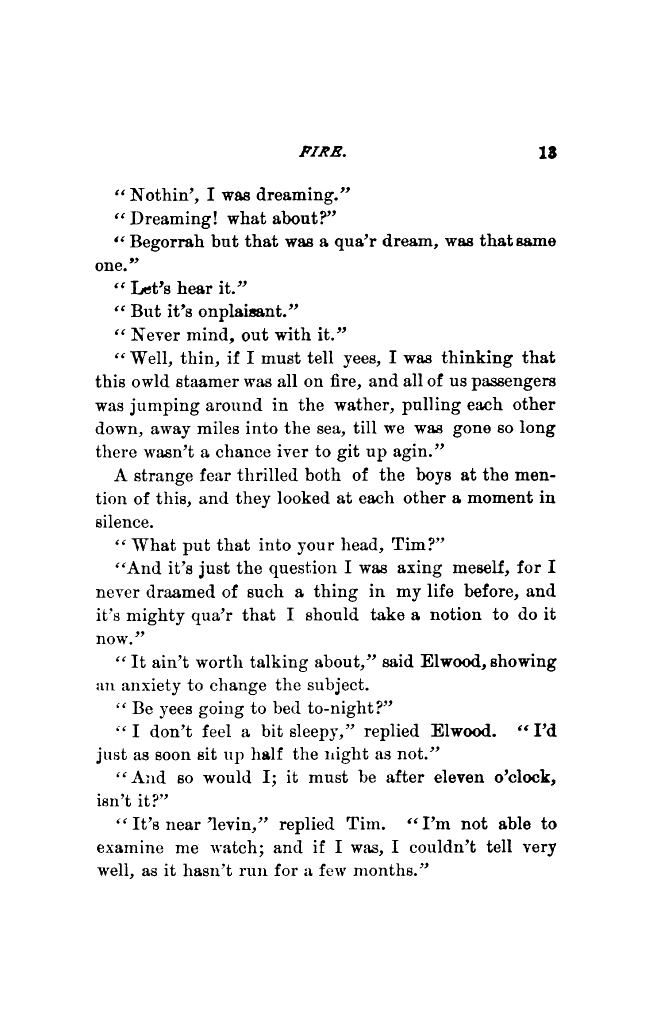 FIRE. 13
“Nothin’, I was dreaming.”
“Dreaming! what about?”
“Begorrah but that was a qua’r dream, was that same
one.”
“Let’s hear it.”
“But it’s onplaisant.”
“Never mind, out with it.”
“Well, thin, if I must tell yees, I was thinking that
this owld staamer was all on fire, and all of us passengers
was jumping around in the wather, pulling each other
down, away miles into the sea, till we was gone so long
there wasn’t a chance iver to git up agin.”
A strange fear thrilled both of the boys at the men-
tion of this, and they looked at each other a moment in
silence.
“What put that into your head, Tim?”
“And it’s just the question I was axing meself, for I
never draamed of such a thing in my life before, and
it’s mighty qua’r that I should take a notion to do it
now.”
“It ain’t worth talking about,” said Elwood, showing
an anxiety to change the subject.
“Be yees going to bed to-night?”
“I don’t feel a bit sleepy,” replied Elwood. “I’d
just as soon sit up half the night as not.”
“And so would I; it must be after eleven o’clock,
isn’t it?”
“It’s near ’levin,” replied Tim. “I’m not able to
examine me watch; and if I was, I couldn’t tell very
well, as it hasn’t run for a few months.”